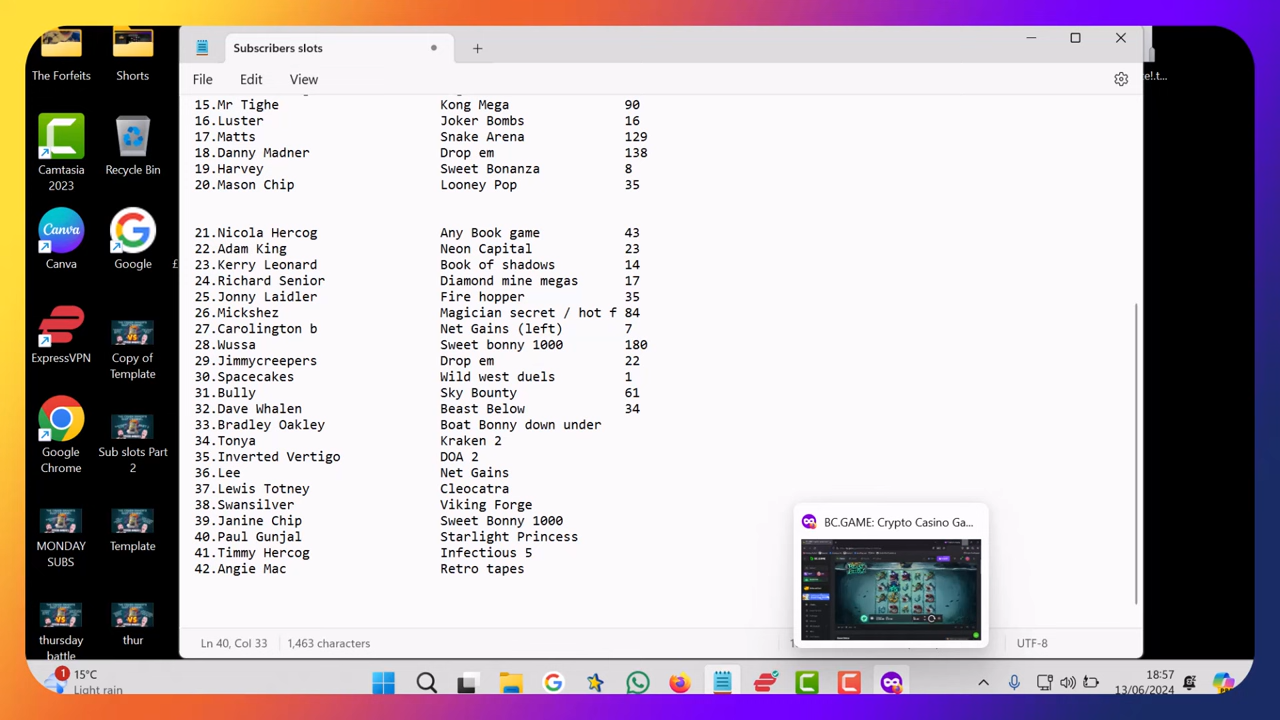 The Forfeits
Shorts
Camtasia 2023
Recycle Bin
Canva
Google
£
ExpressVPN
Copy of Template
Google Chrome
Sub slots Part 2
MONDAY SUBS
Template
thursday battle
thur
Subscribers slots
File Edit View
e!.t...
15.Mr Tighe Kong Mega 90
16.Luster Joker Bombs 16
17.Matts Snake Arena 129
18.Danny Madner Drop em 138
19.Harvey Sweet Bonanza 8
20.Mason Chip Looney Pop 35
21.Nicola Hercog Any Book game 43
22.Adam King Neon Capital 23
23.Kerry Leonard Book of shadows 14
24.Richard Senior Diamond mine megas 17
25.Jonny Laidler Fire hopper 35
26.Mickshez Magician secret / hot f 84
27.Carolington b Net Gains (left) 7
28.Wussa Sweet bonny 1000 180
29.Jimmycreepers Drop em 22
30.Spacecakes Wild west duels 1
31.Bully Sky Bounty 61
32.Dave Whalen Beast Below 34
33.Bradley Oakley Boat Bonny down under
34.Tonya Kraken 2
35.Inverted Vertigo DOA 2
36.Lee Net Gains
37.Lewis Totney Cleocatra
38.Swansilver Viking Forge
39.Janine Chip Sweet Bonny 1000
40.Paul Gunjal Starlight Princess
41.Timmy Hercog Infectious 5
42.Angie Mac Retro tapes
BC.GAME: Crypto Casino Ga...
Ln 40, Col 33 1,463 characters
UTF-8
1
15°C
Light rain
18:57
13/06/2024